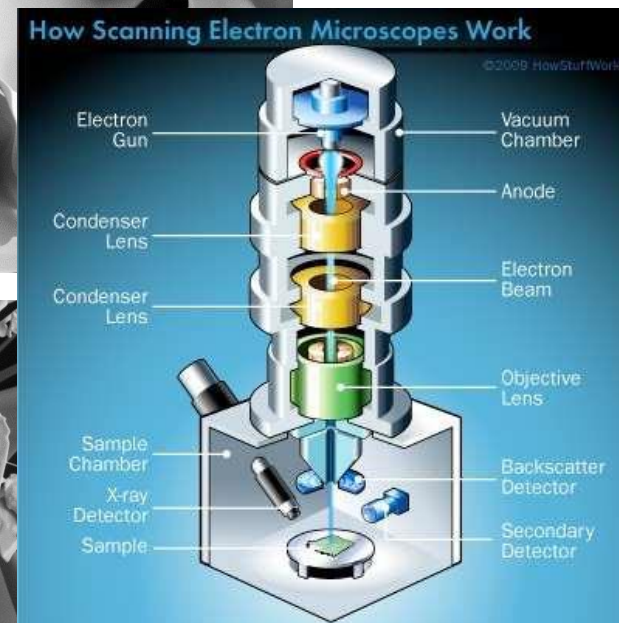 How Scanning Electron Microscopes Work
©2009 HowStuffWork
Electron
Gun
Vacuum
Chamber
Anode
Condenser
Lens
Electron
Beam
Condenser
Lens
Objective
Lens
Sample
Chamber
Backscatter
Detector
X-ray
Detector
Secondary
Detector
Sample